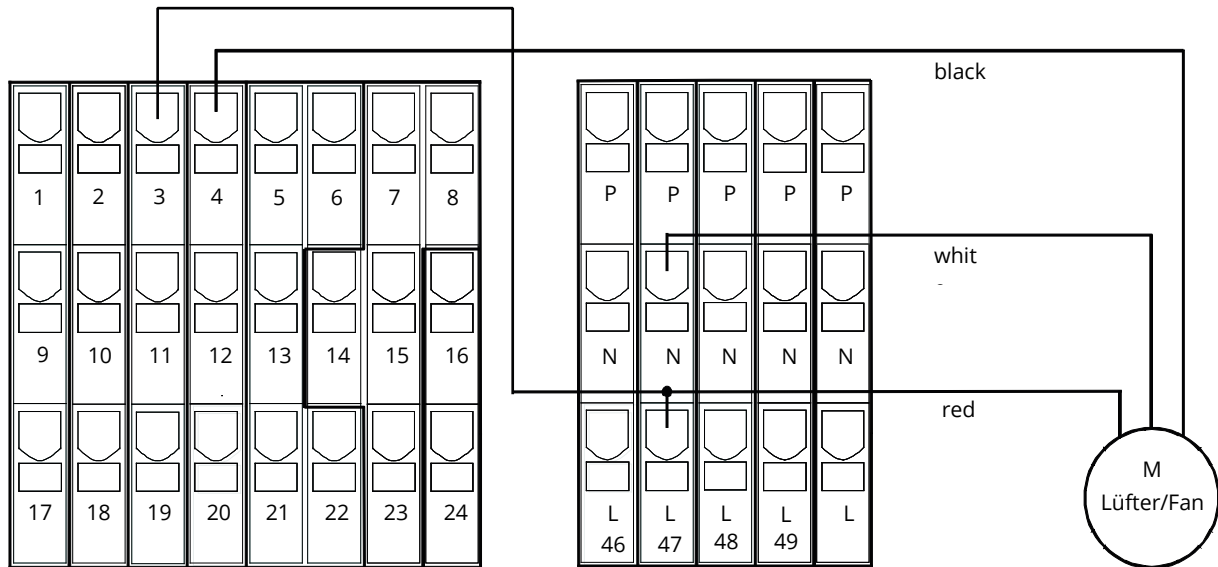 black
1 2 3 4 5 6 7 8 P P P P P
whit
9 10 11 12 13 14 15 16 N N N N N
red
M
Lüfter/Fan
17 18 19 20 21 22 23 24 L L L L L
46 47 48 49